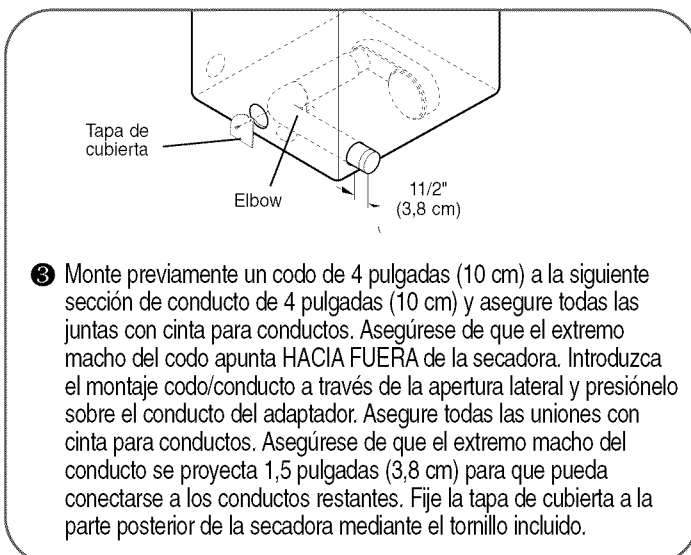 Tapa de
cubierta
Elbow
11/2"
(3,8 cm)
❸ Monte previamente un codo de 4 pulgadas (10 cm) a la siguiente
sección de conducto de 4 pulgadas (10 cm) y asegure todas las
juntas con cinta para conductos. Asegúrese de que el extremo
macho del codo apunta HACIA FUERA de la secadora. Introduzca
el montaje codo/conducto a través de la apertura lateral y presiónelo
sobre el conducto del adaptador. Asegure todas las uniones con
cinta para conductos. Asegúrese de que el extremo macho del
conducto se proyecta 1,5 pulgadas (3,8 cm) para que pueda
conectarse a los conductos restantes. Fije la tapa de cubierta a la
parte posterior de la secadora mediante el tornillo incluido.